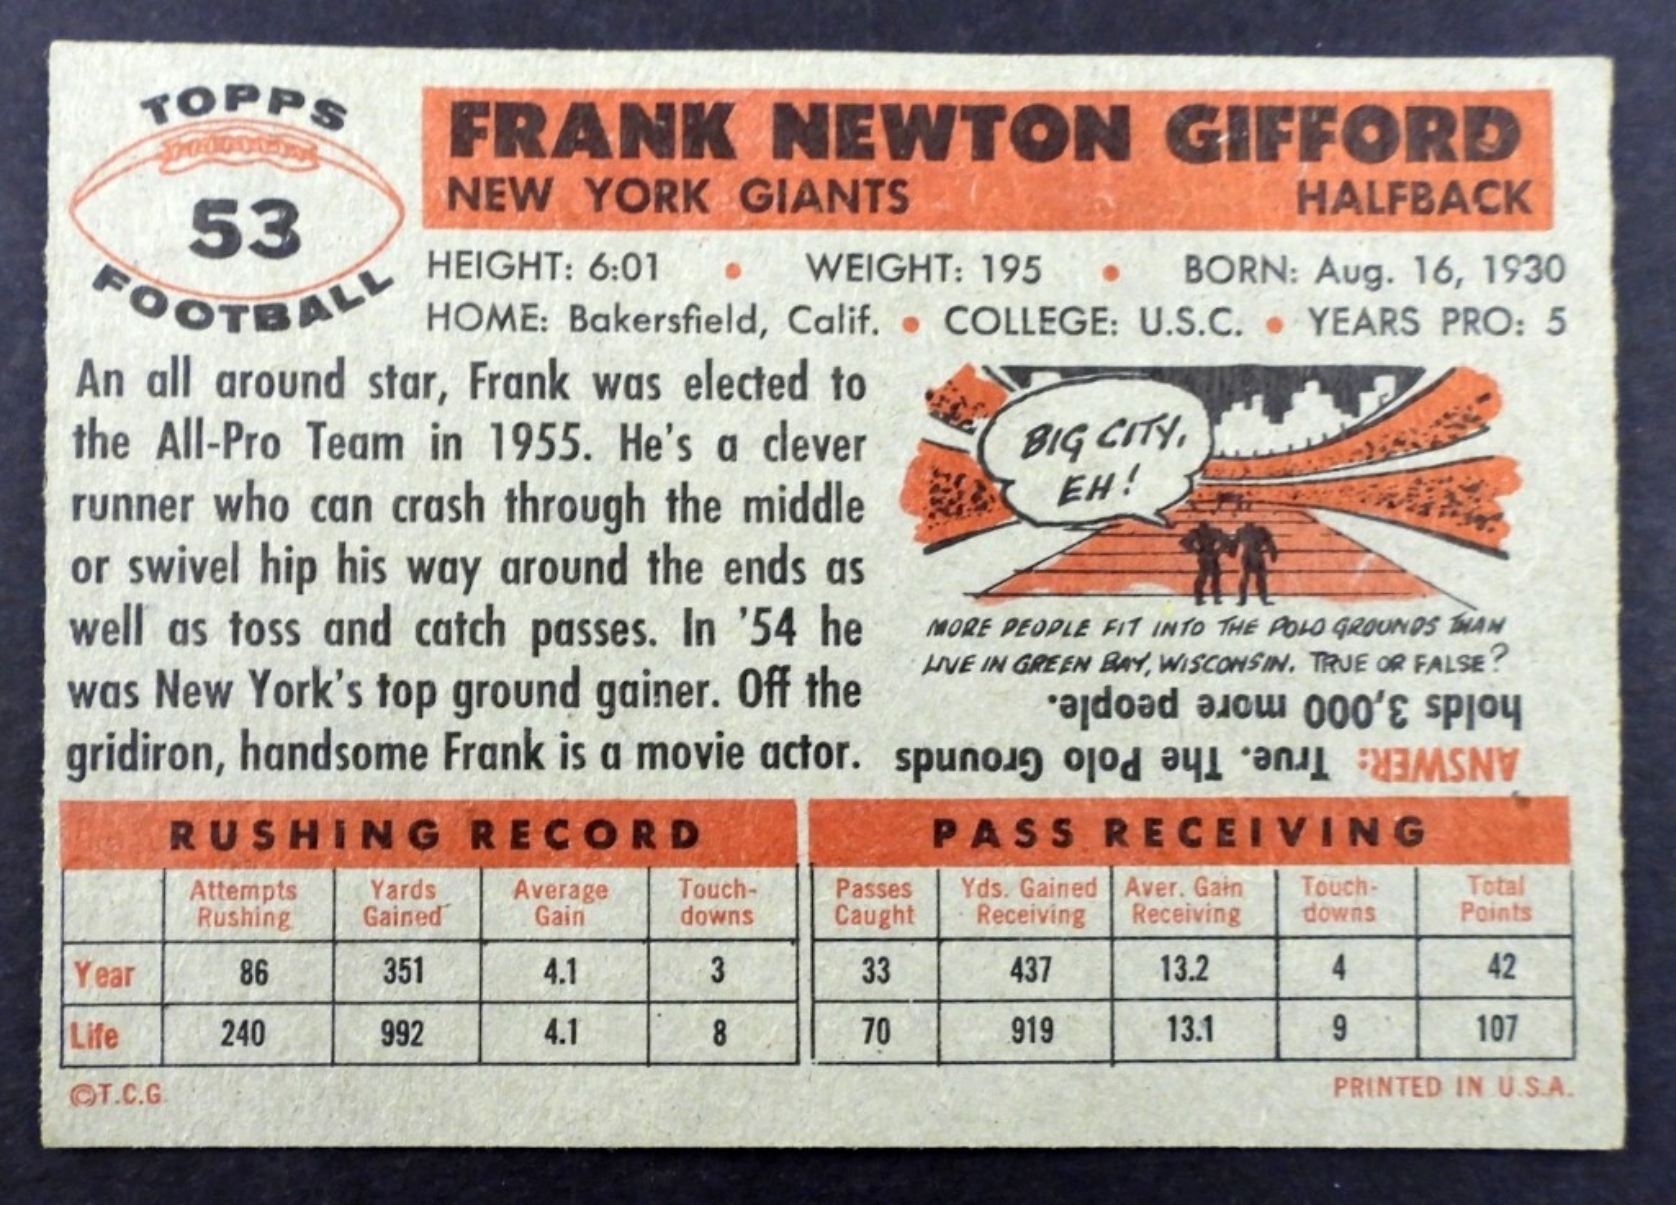 TOPPS
53
FOOTBALL
FRANK NEWTON GIFFORD
NEW YORK GIANTS HALFBACK
HEIGHT: 6:01 • WEIGHT: 195 • BORN: Aug. 16, 1930
HOME: Bakersfield, Calif. • COLLEGE: U.S.C. • YEARS PRO: 5
An all around star, Frank was elected to
the All-Pro Team in 1955. He's a clever
runner who can crash through the middle
or swivel hip his way around the ends as
well as toss and catch passes. In '54 he
was New York's top ground gainer. Off the
gridiron, handsome Frank is a movie actor.
BIG CITY,
EH!
MORE PEOPLE FIT INTO THE POLO GROUNDS THAN
LIVE IN GREEN BAY, WISCONSIN. TRUE OR FALSE?
ANSWER: True. The Polo Grounds
holds 3,000 more people.
RUSHING RECORD
Attempts Rushing Yards Gained Average Gain Touch-downs
Year 86 351 4.1 3
Life 240 992 4.1 8
PASS RECEIVING
Passes Caught Yds. Gained Receiving Aver. Gain Receiving Touch-downs Total Points
33 437 13.2 4 42
70 919 13.1 9 107
©T.C.G.
PRINTED IN U.S.A.